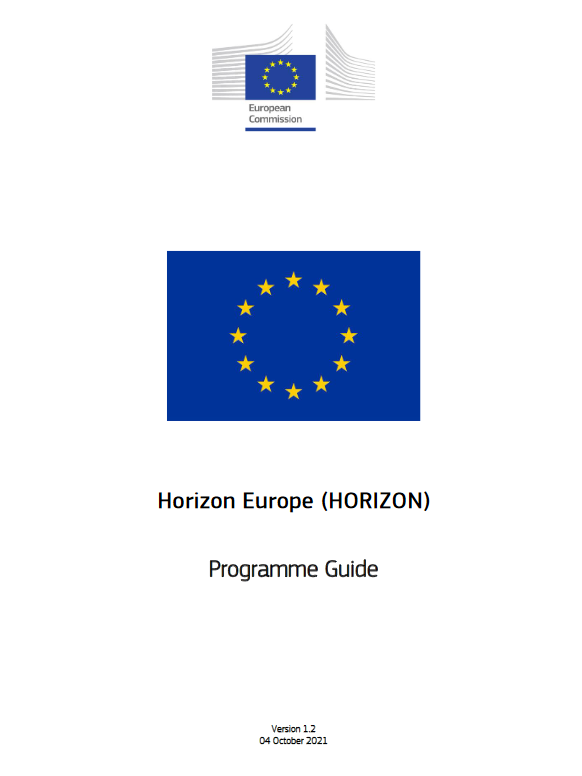 European
Commission
Horizon Europe (HORIZON)
Programme Guide
Version 1.2
04 October 2021